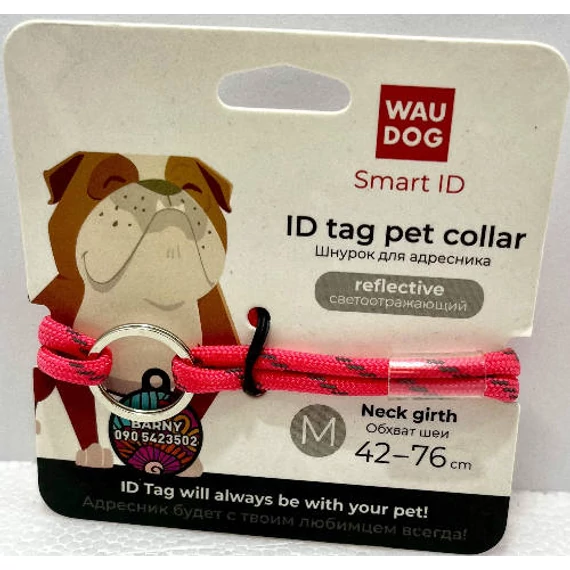 WAU
DOG
Smart ID
ID tag pet collar
Шнурок для адресника
reflective
светоотражающий
BARNY
090 5423502
M
Neck girth
Обхват шеи
42–76 cm
ID Tag will always be with your pet!
Адресник будет с твоим любимцем всегда!